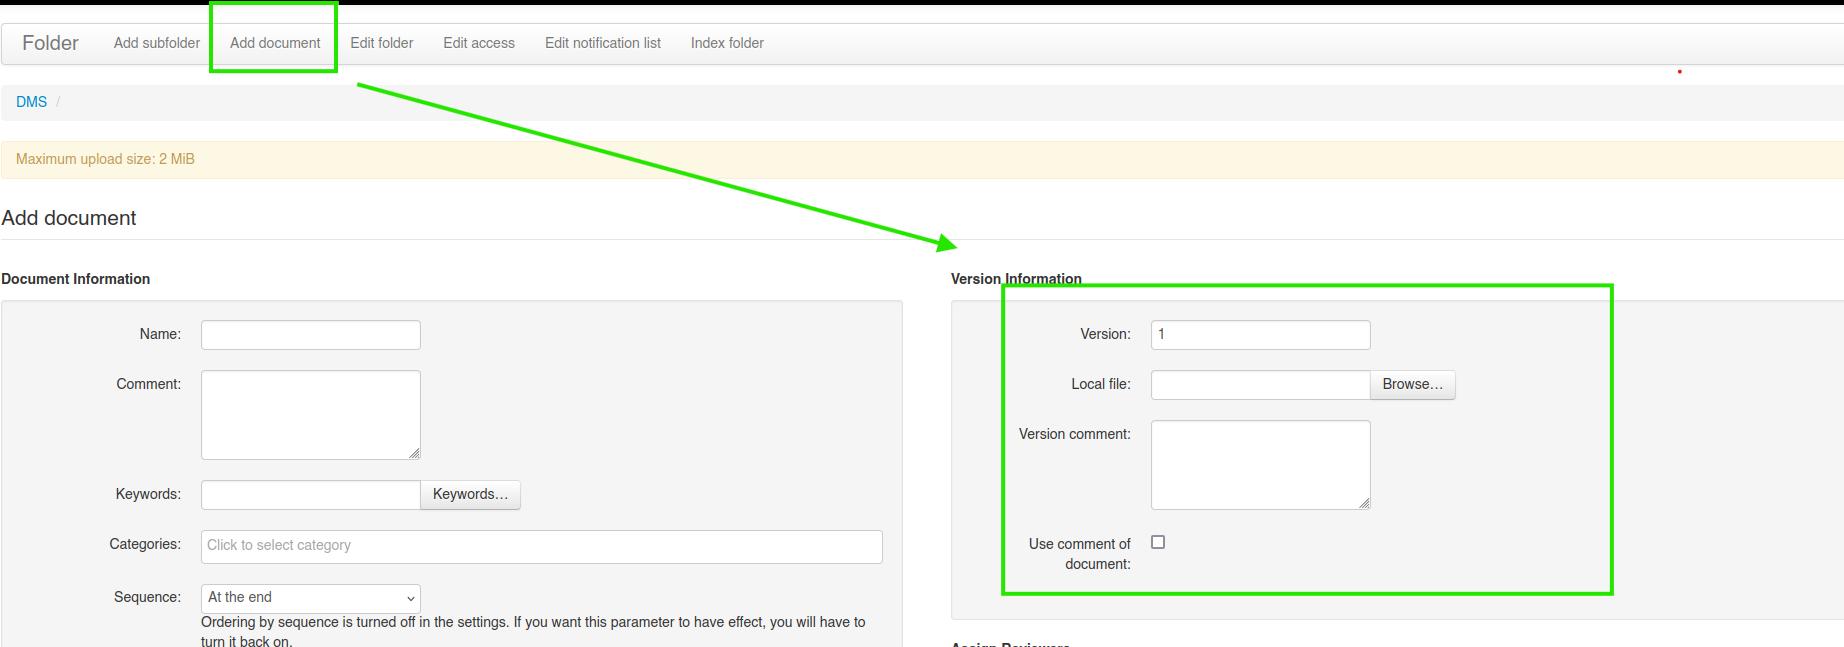 Folder Add subfolder Add document Edit folder Edit access Edit notification list Index folder
DMS /
Maximum upload size: 2 MiB
Add document
Document Information
Name:
Comment:
Keywords: Keywords...
Categories: Click to select category
Sequence: At the end
Ordering by sequence is turned off in the settings. If you want this parameter to have effect, you will have to
turn it back on.
Version Information
Version: 1
Local file: Browse...
Version comment:
Use comment of
document:
Assign Reviewers